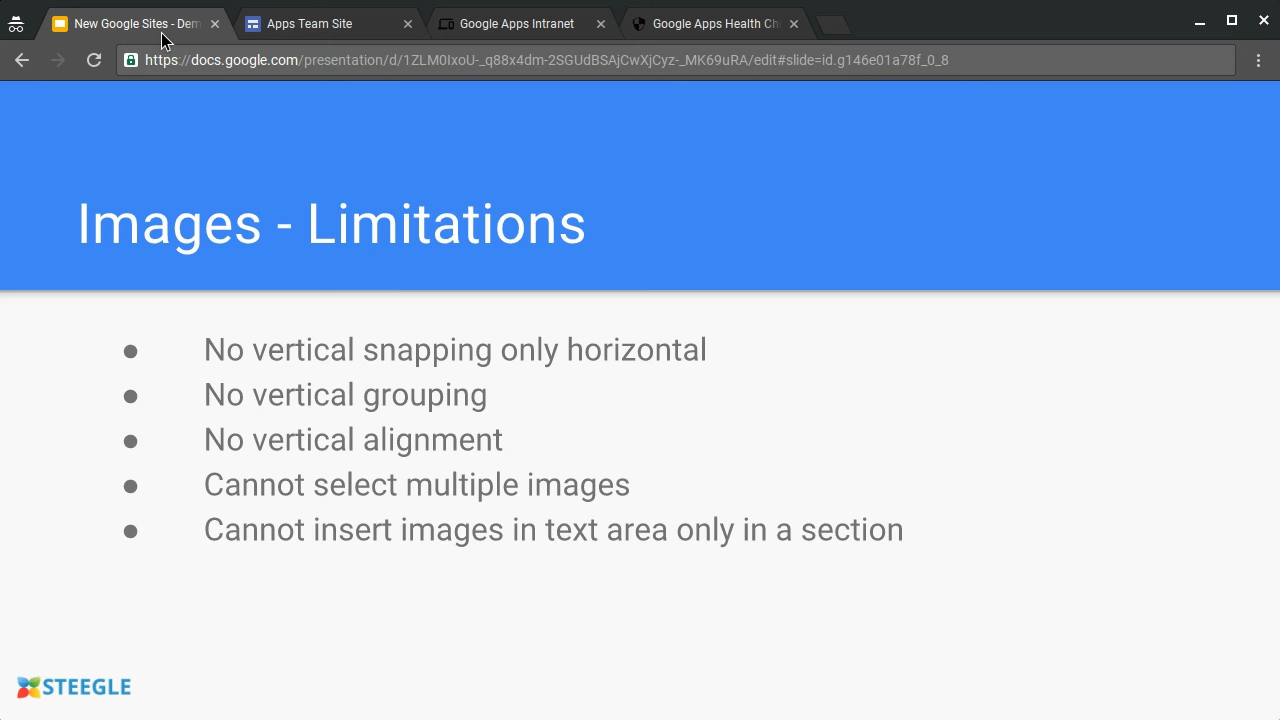 New Google Sites - Dem
Apps Team Site
Google Apps Intranet
Google Apps Health Ch
https://docs.google.com/presentation/d/1ZLM0IxoU-_q88x4dm-2SGUdBSAjCwXjCyz-_MK69uRA/edit#slide=id.g146e01a78f_0_8
Images - Limitations
● No vertical snapping only horizontal
● No vertical grouping
● No vertical alignment
● Cannot select multiple images
● Cannot insert images in text area only in a section
STEEGLE